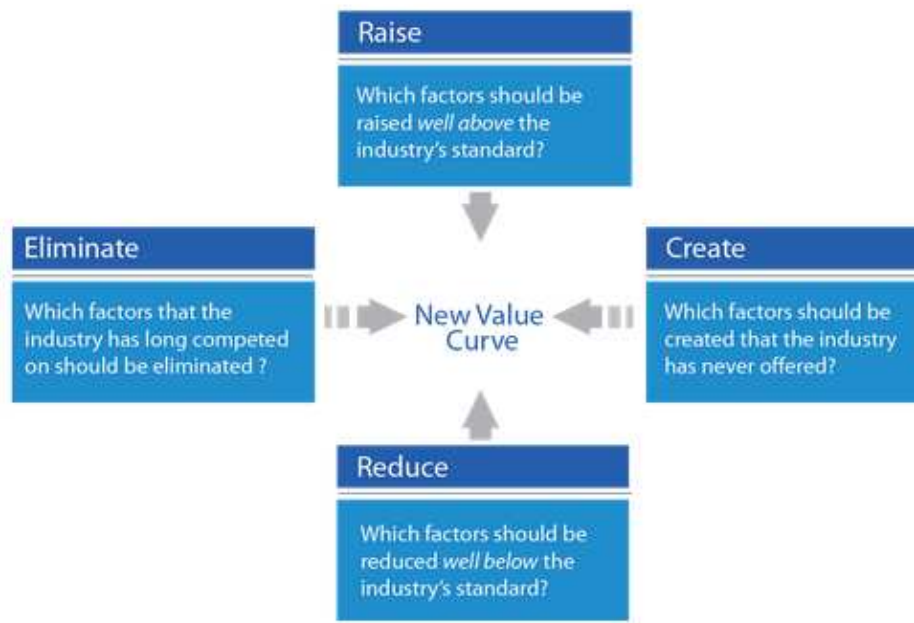 Raise
Which factors should be
raised well above the
industry's standard?
Eliminate
Which factors that the
industry has long competed
on should be eliminated ?
New Value
Curve
Create
Which factors should be
created that the industry
has never offered?
Reduce
Which factors should be
reduced well below the
industry's standard?